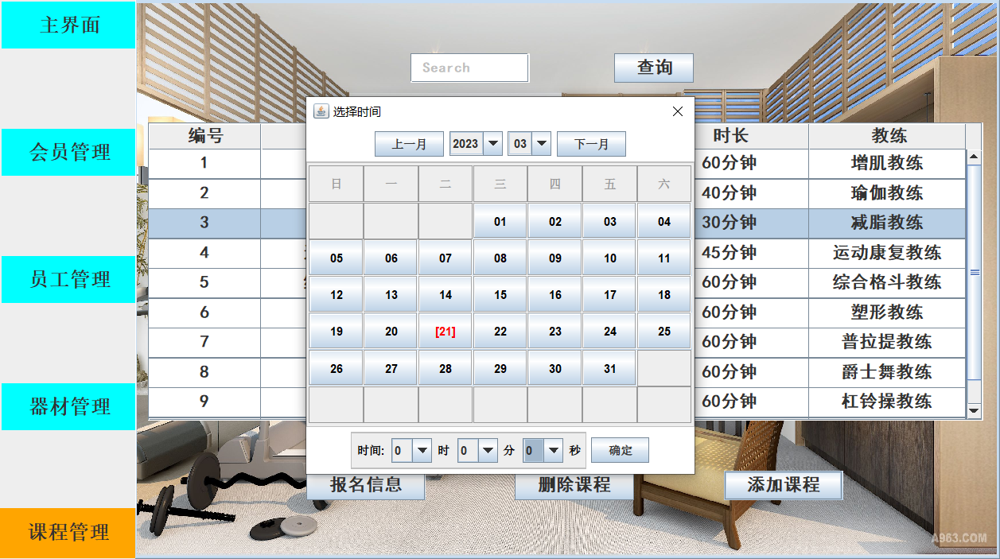 主界面
会员管理
员工管理
器材管理
课程管理
Search
查询
选择时间
上一月 2023 03 下一月
日 一 二 三 四 五 六
01 02 03 04
05 06 07 08 09 10 11
12 13 14 15 16 17 18
19 20 [21] 22 23 24 25
26 27 28 29 30 31
时间: 0 时 0 分 0 秒 确定
编号 时长 教练
1 60分钟 增肌教练
2 40分钟 瑜伽教练
3 30分钟 减脂教练
4 45分钟 运动康复教练
5 60分钟 综合格斗教练
6 60分钟 塑形教练
7 60分钟 普拉提教练
8 60分钟 爵士舞教练
9 60分钟 杠铃操教练
报名信息 删除课程 添加课程
A963.COM